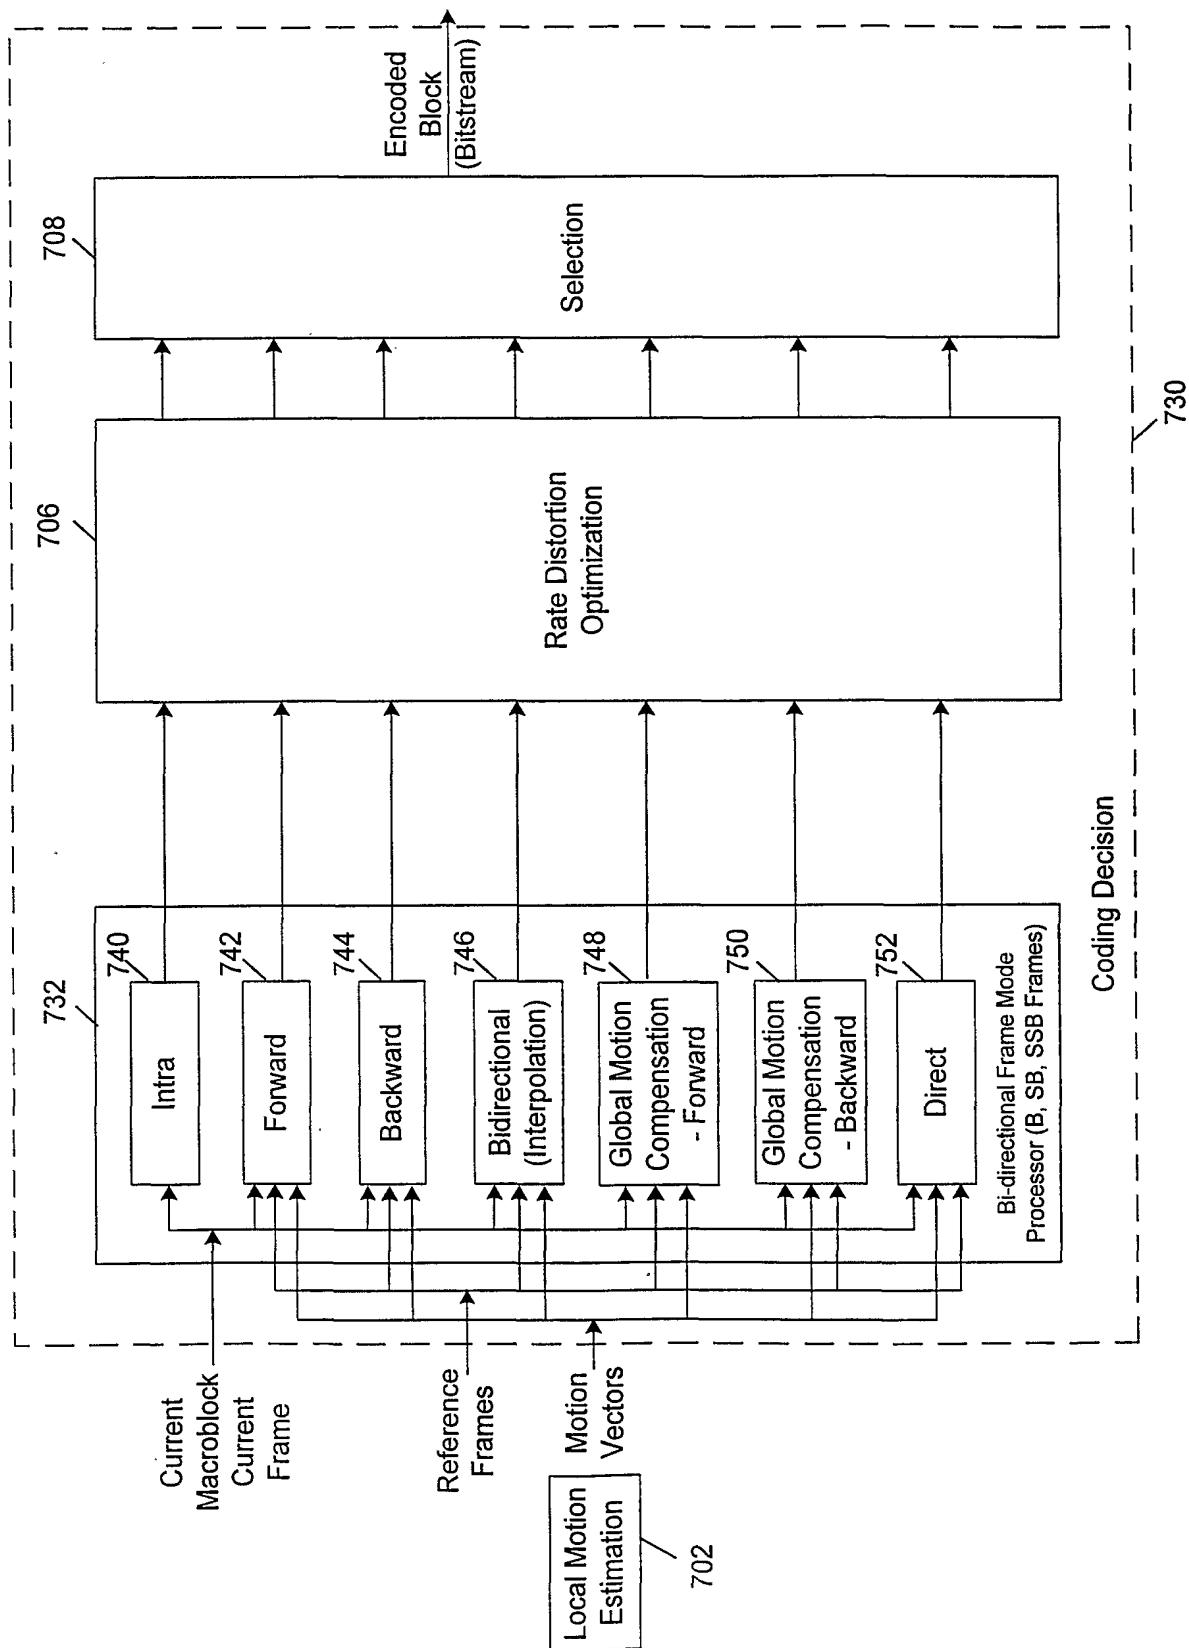 Current
Macroblock
Current
Frame
Reference
Frames
Motion
Vectors
Local Motion
Estimation
702
732
740
Intra
742
Forward
744
Backward
746
Bidirectional
(Interpolation)
748
Global Motion
Compensation
- Forward
750
Global Motion
Compensation
- Backward
752
Direct
Bi-directional Frame Mode
Processor (B, SB, SSB Frames)
Coding Decision
706
Rate Distortion
Optimization
708
Selection
Encoded
Block
(Bitstream)
730